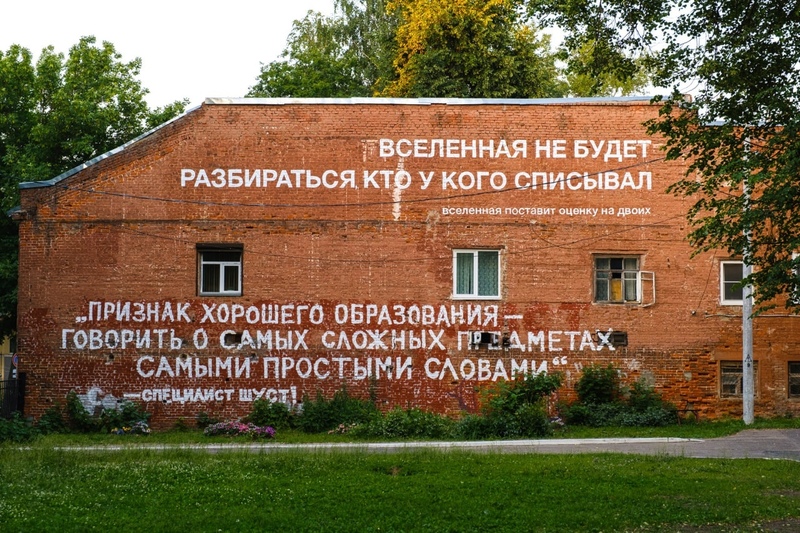 ВСЕЛЕННАЯ НЕ БУДЕТ
РАЗБИРАТЬСЯ КТО У КОГО СПИСЫВАЛ
вселенная поставит оценку на двоих
„ПРИЗНАК ХОРОШЕГО ОБРАЗОВАНИЯ —
ГОВОРИТЬ О САМЫХ СЛОЖНЫХ ПРЕДМЕТАХ
САМЫМИ ПРОСТЫМИ СЛОВАМИ“
—СПЕЦИАЛИСТ ШУСТ!